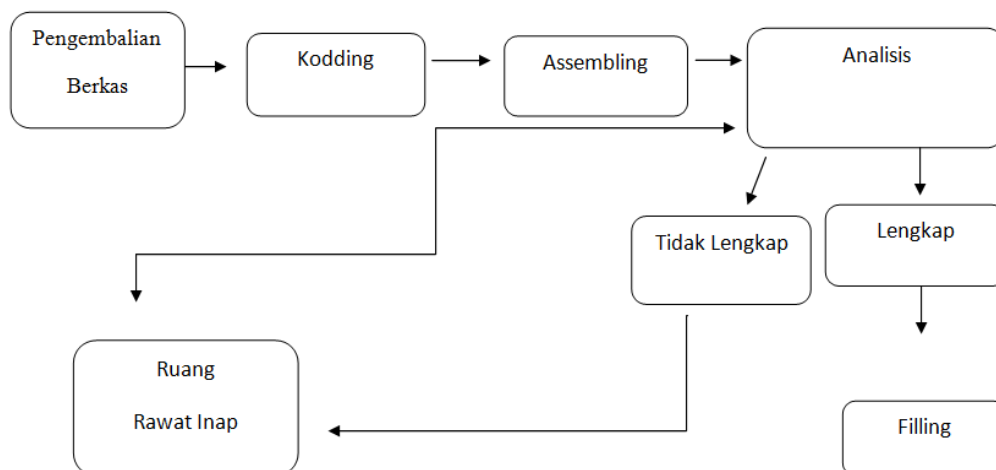 Pengembalian
Berkas
Kodding
Assembling
Analisis
Tidak Lengkap
Lengkap
Ruang
Rawat Inap
Filling